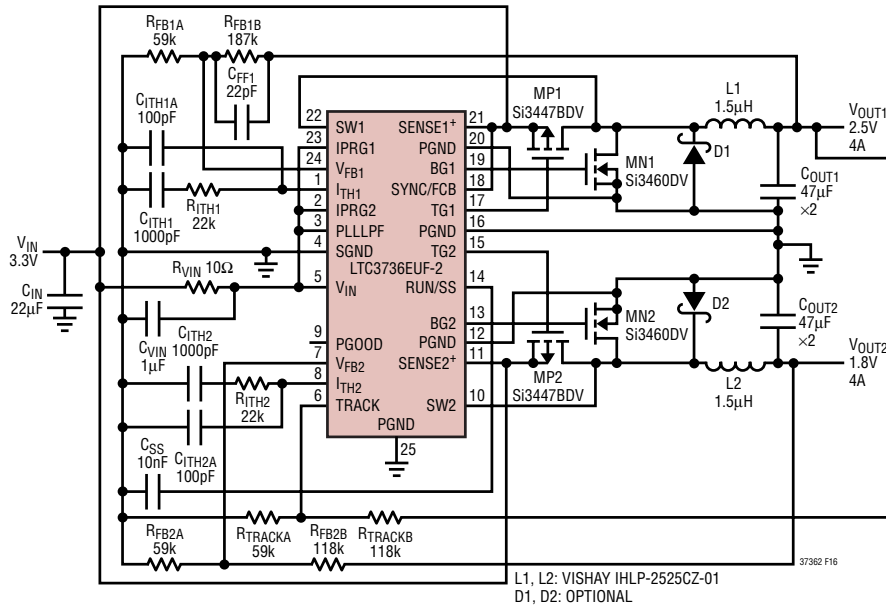 RFB1A
59k
RFB1B
187k
CFF1
22pF
CITH1A
100pF
CITH1
1000pF
RITH1
22k
VIN
3.3V
CIN
22µF
RVIN 10Ω
CVIN
1µF
CITH2
1000pF
RITH2
22k
CITH2A
100pF
CSS
10nF
RFB2A
59k
RTRACKA
59k
RFB2B
118k
RTRACKB
118k
22 SW1
23 IPRG1
24 VFB1
1 ITH1
2 IPRG2
3 PLLLPF
4 SGND
LTC3736EUF-2
5 VIN
9 PGOOD
7 VFB2
8 ITH2
6 TRACK
PGND
25
SENSE1+ 21
PGND 20
BG1 19
SYNC/FCB 18
TG1 17
PGND 16
TG2 15
RUN/SS 14
BG2 13
PGND 12
SENSE2+ 11
SW2 10
MP1
Si3447BDV
MN1
Si3460DV
D1
L1
1.5µH
VOUT1
2.5V
4A
COUT1
47µF
×2
MN2
Si3460DV
D2
MP2
Si3447BDV
COUT2
47µF
×2
L2
1.5µH
VOUT2
1.8V
4A
37362 F16
L1, L2: VISHAY IHLP-2525CZ-01
D1, D2: OPTIONAL